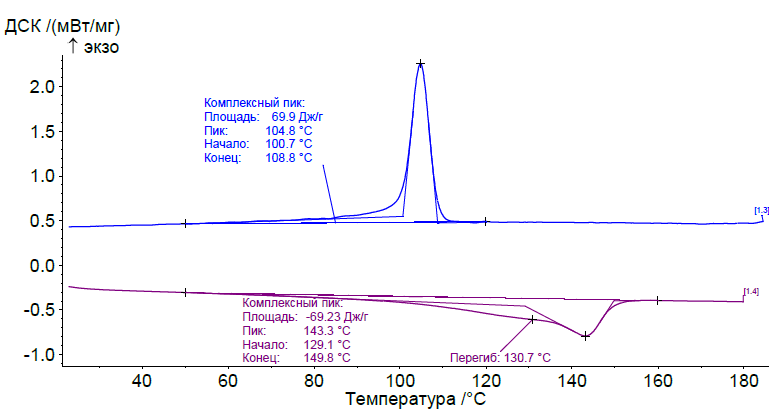 ДСК /(мВт/мг)
↑ экзо
2.0
1.5
1.0
0.5
0.0
-0.5
-1.0
Комплексный пик:
Площадь: 69.9 Дж/г
Пик: 104.8 °C
Начало: 100.7 °C
Конец: 108.8 °C
[1.3]
[1.4]
Комплексный пик:
Площадь: -69.23 Дж/г
Пик: 143.3 °C
Начало: 129.1 °C
Конец: 149.8 °C
Перегиб: 130.7 °C
40 60 80 100 120 140 160 180
Температура /°C